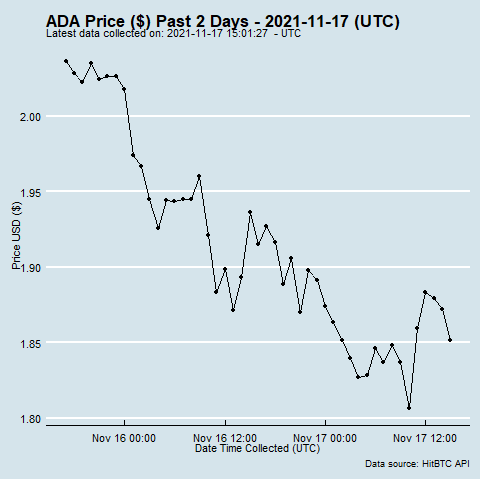 ADA Price ($) Past 2 Days - 2021-11-17 (UTC)
Latest data collected on: 2021-11-17 15:01:27  - UTC
Price USD ($)
2.00
1.95
1.90
1.85
1.80
Nov 16 00:00
Nov 16 12:00
Nov 17 00:00
Nov 17 12:00
Date Time Collected (UTC)
Data source: HitBTC API